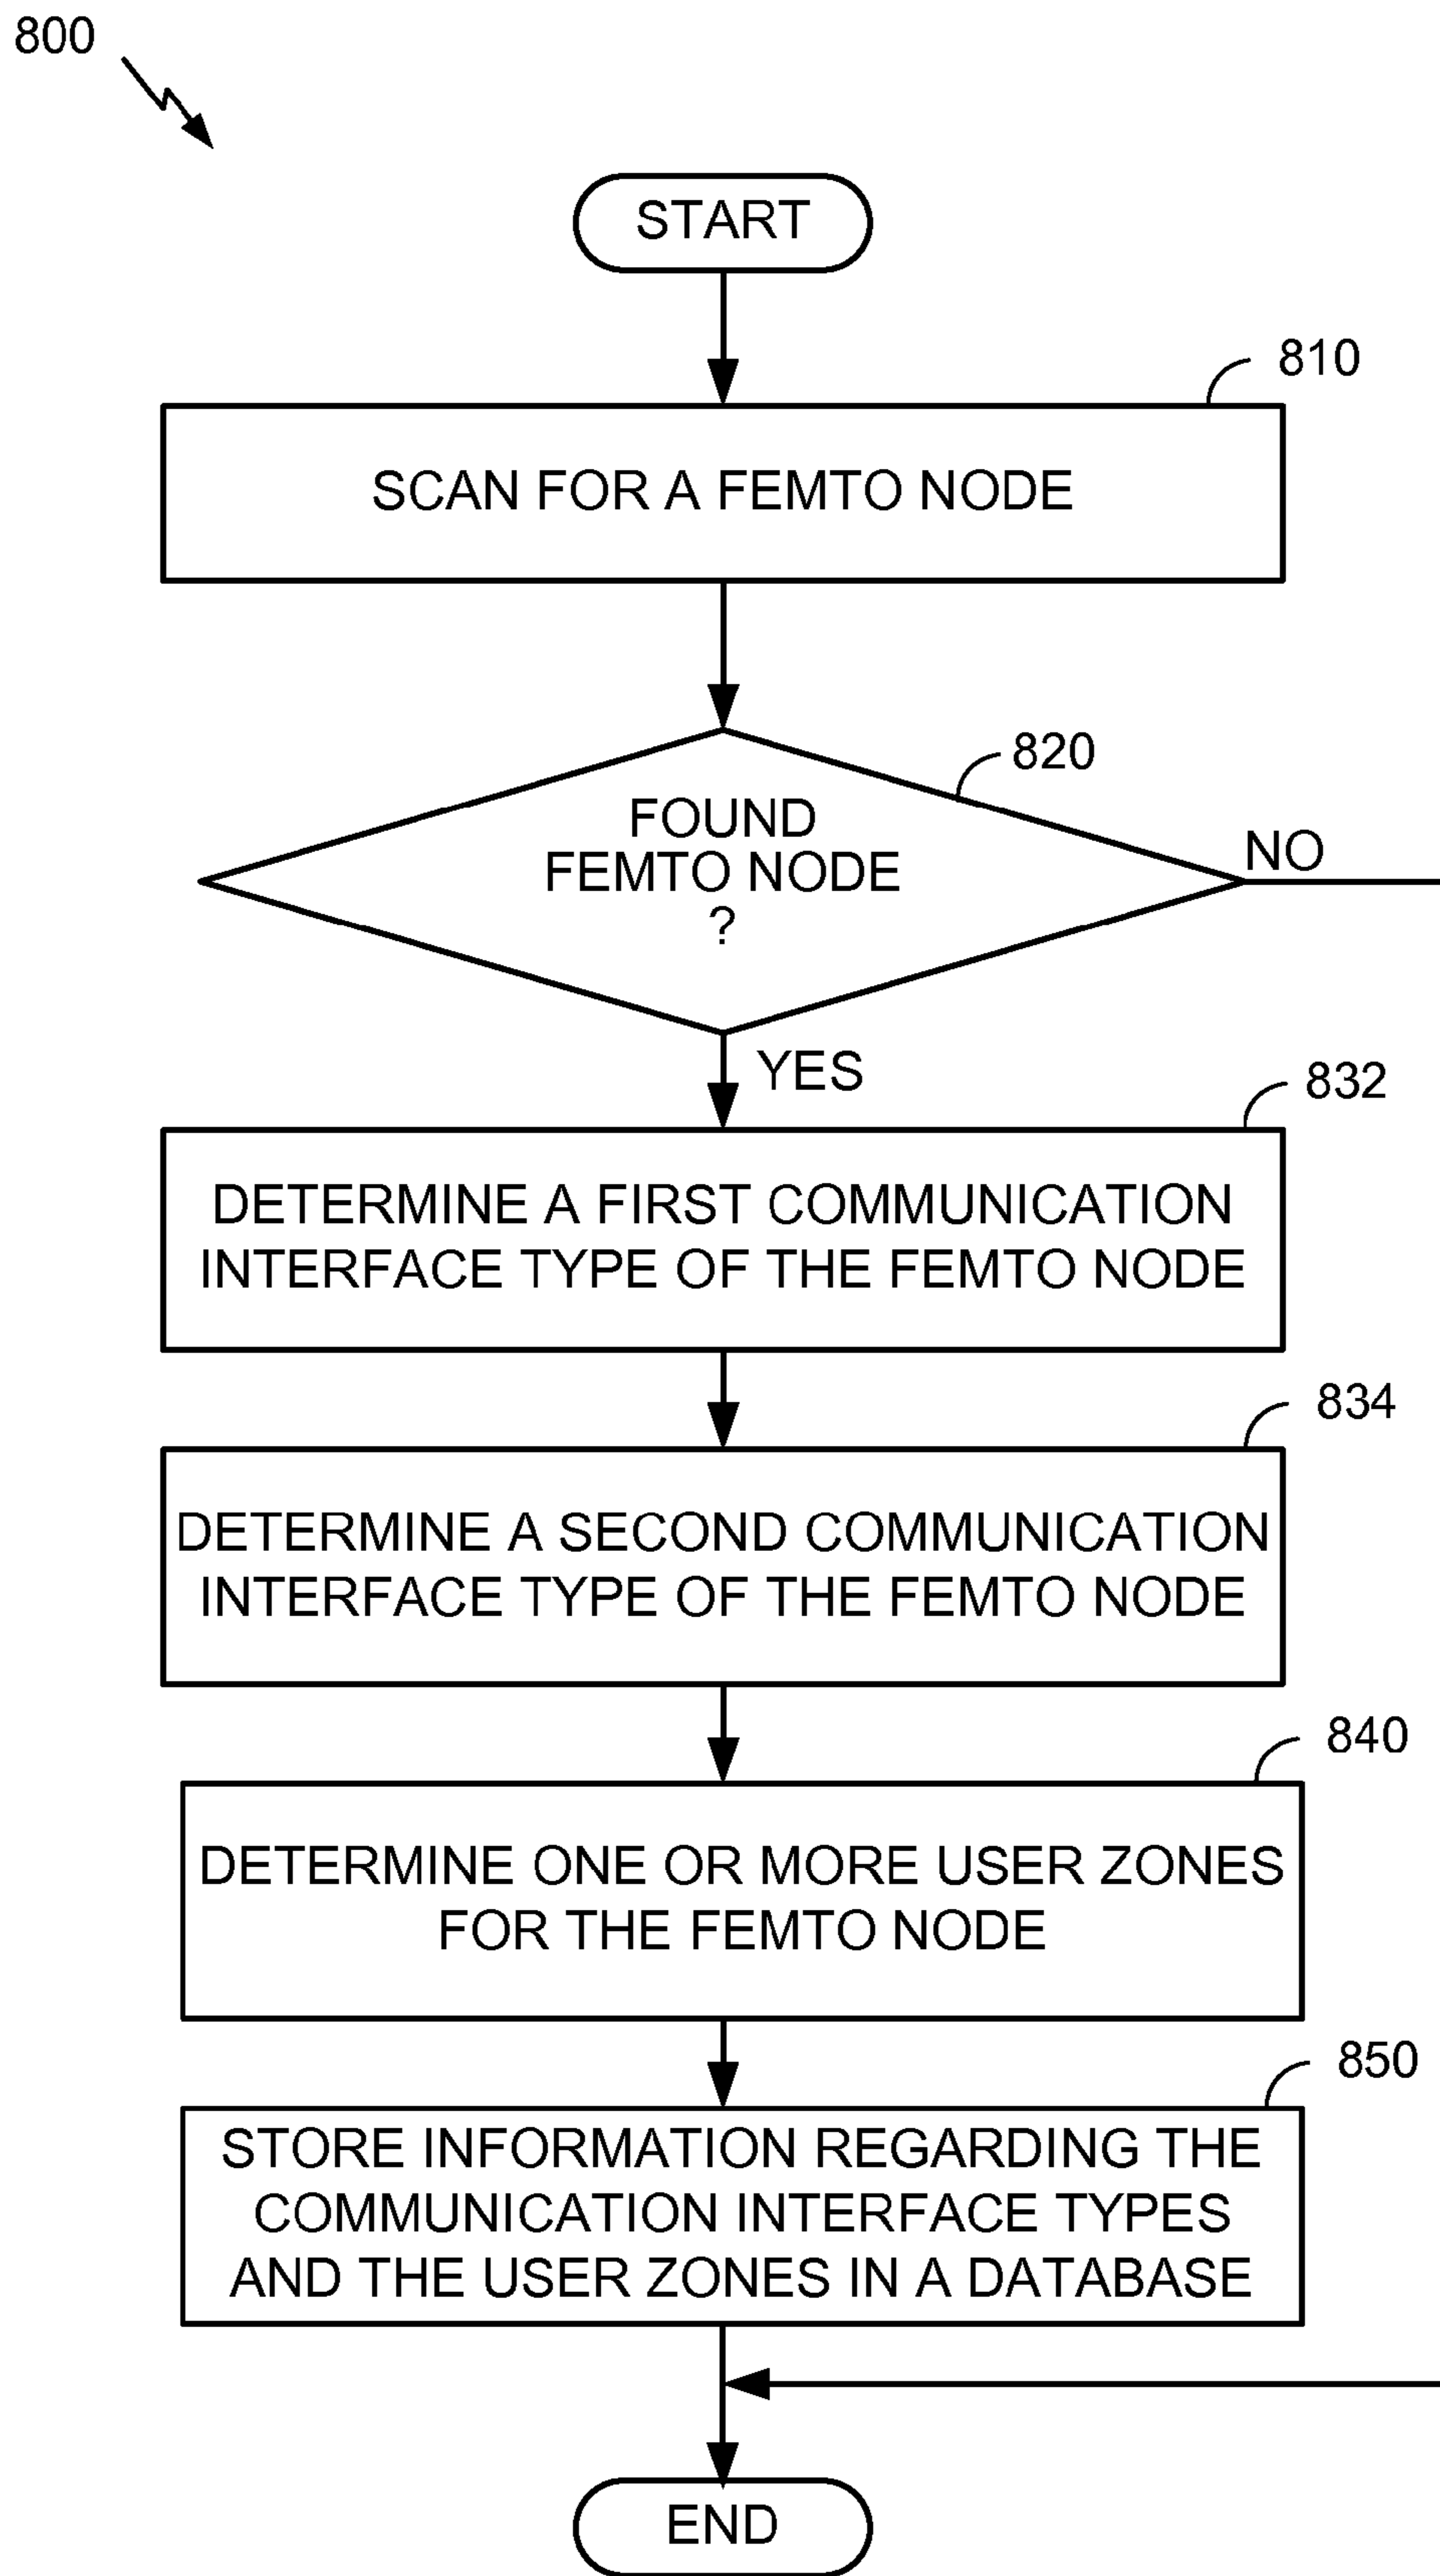 800
START
810
SCAN FOR A FEMTO NODE
820
FOUND
FEMTO NODE
?
NO
YES
832
DETERMINE A FIRST COMMUNICATION
INTERFACE TYPE OF THE FEMTO NODE
834
DETERMINE A SECOND COMMUNICATION
INTERFACE TYPE OF THE FEMTO NODE
840
DETERMINE ONE OR MORE USER ZONES
FOR THE FEMTO NODE
850
STORE INFORMATION REGARDING THE
COMMUNICATION INTERFACE TYPES
AND THE USER ZONES IN A DATABASE
END